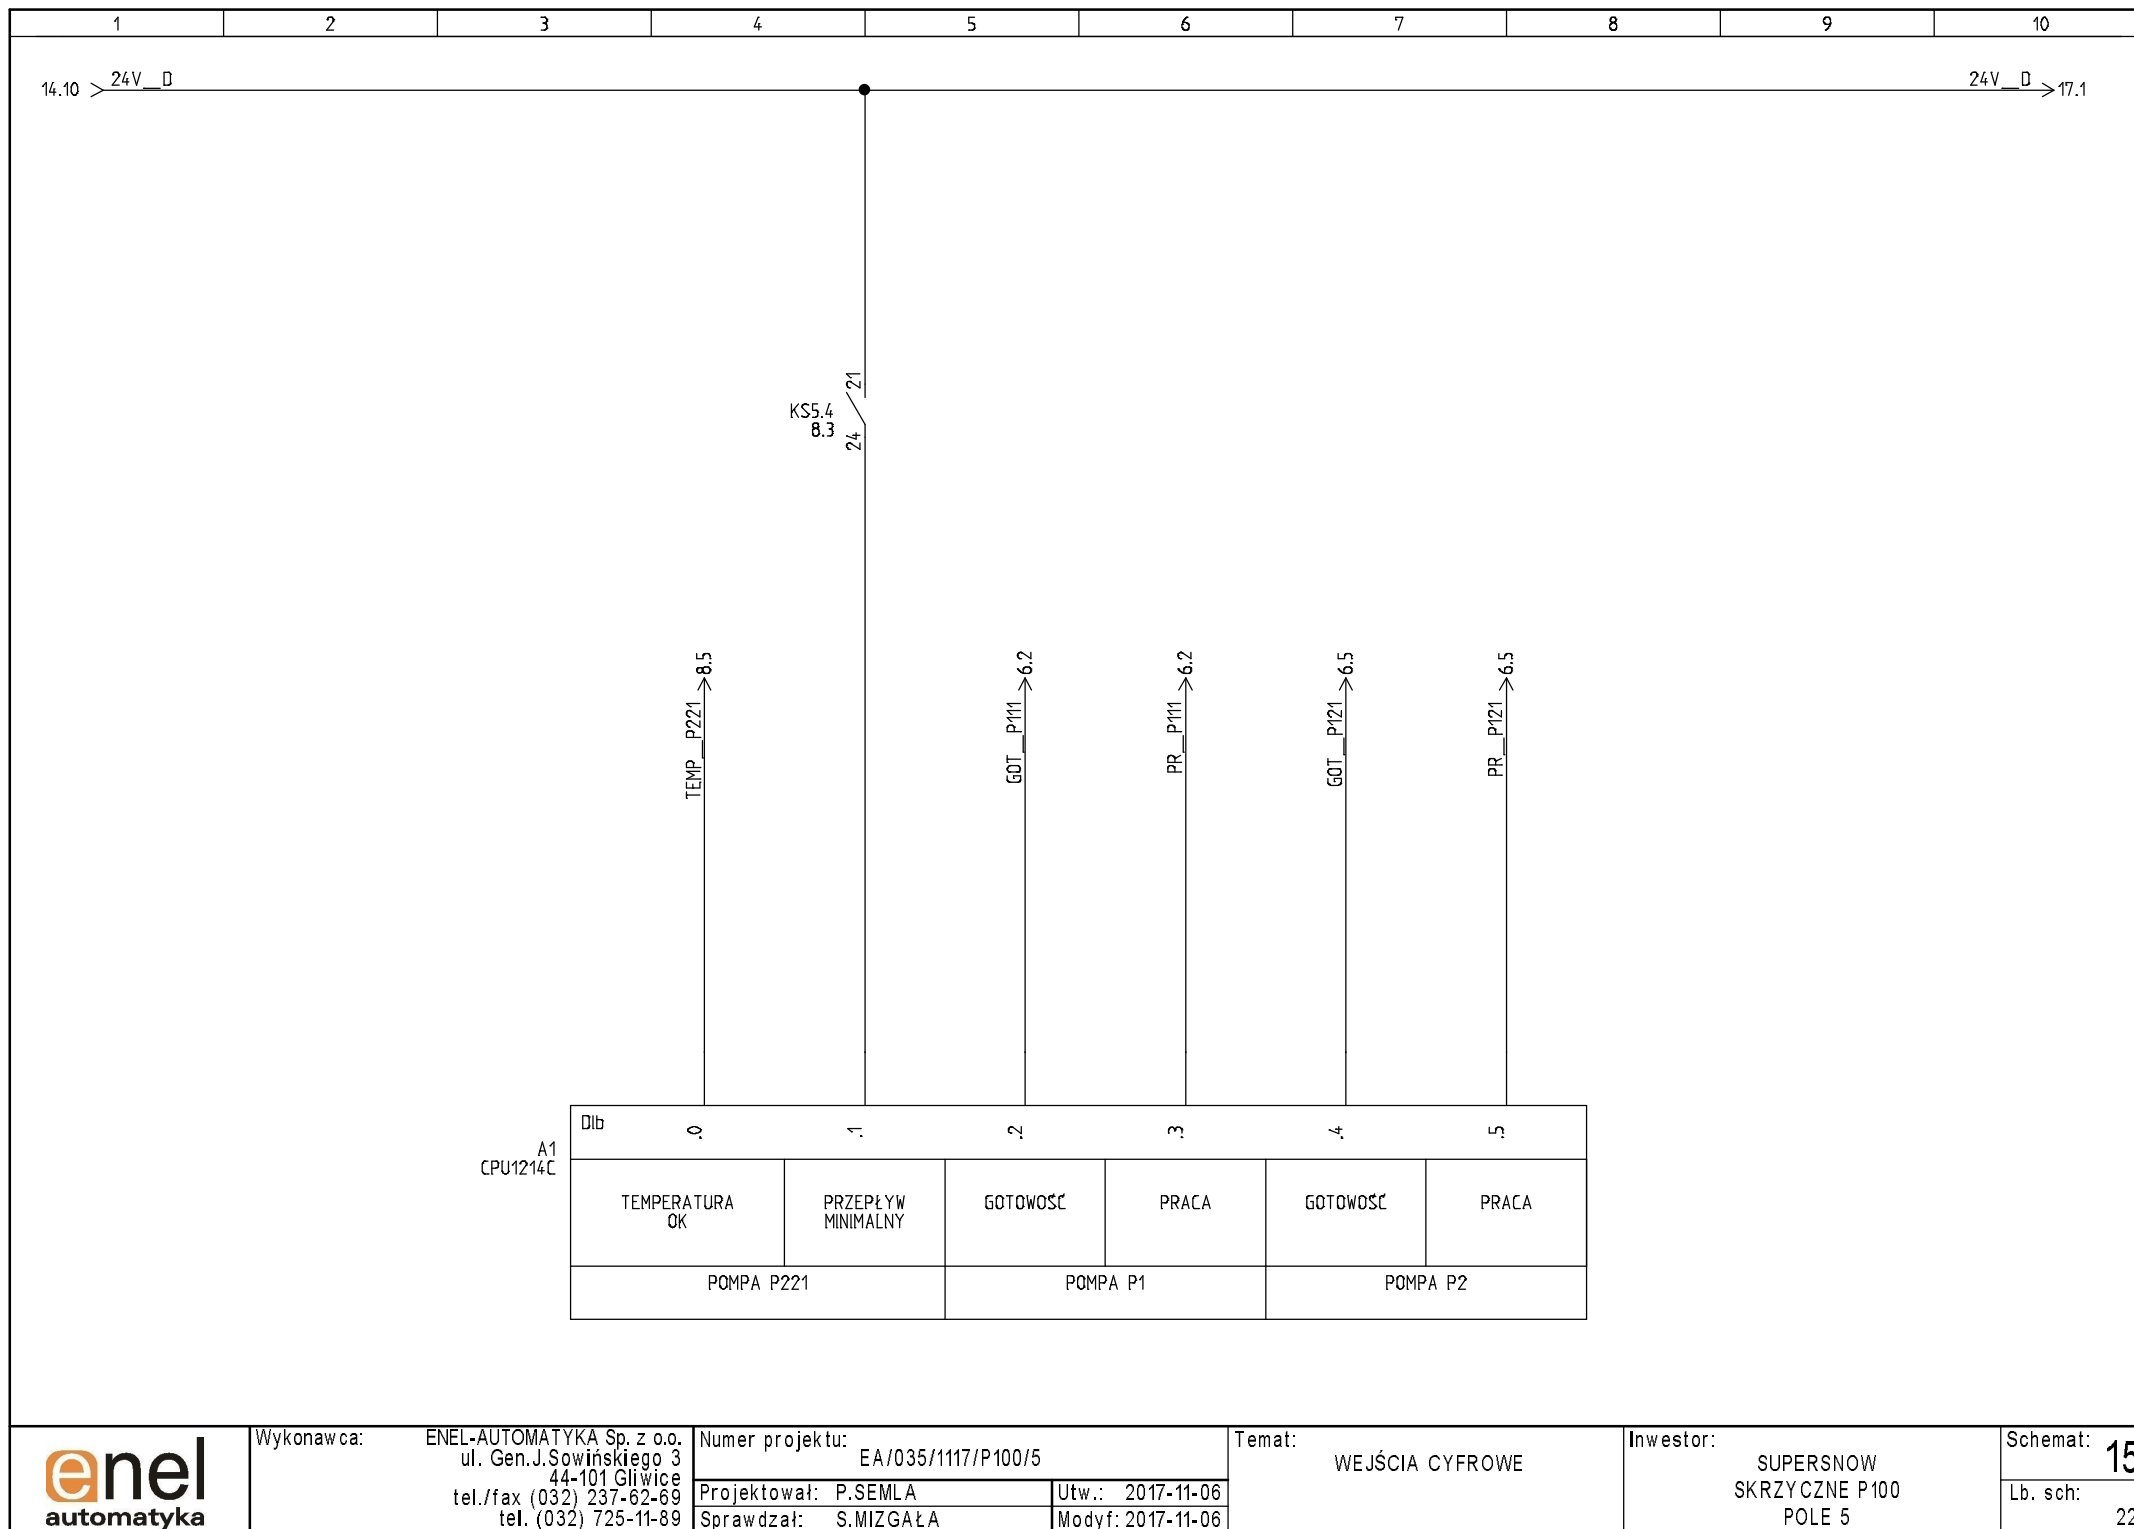 1 2 3 4 5 6 7 8 9 10
14.10 24V__D 24V__D 17.1
21
KS5.4
8.3
24
8.5 6.2 6.2 6.5 6.5
TEMP__P221 GOT__P111 PR__P111 GOT__P121 PR__P121
DIb .0 .1 .2 .3 .4 .5
A1
CPU1214C
TEMPERATURA
OK
PRZEPŁYW
MINIMALNY
GOTOWOŚĆ
PRACA
GOTOWOŚĆ
PRACA
POMPA P221 POMPA P1 POMPA P2
enel
automatyka
Wykonawca:
ENEL-AUTOMATYKA Sp. z o.o.
ul. Gen.J.Sowińskiego 3
44-101 Gliwice
tel./fax (032) 237-62-69
tel. (032) 725-11-89
Numer projektu:
EA/035/1117/P100/5
Projektował: P.SEMLA Utw.: 2017-11-06
Sprawdzał: S.MIZGAŁA Modyf: 2017-11-06
Temat:
WEJŚCIA CYFROWE
Inwestor:
SUPERSNOW
SKRZYCZNE P100
POLE 5
Schemat: 15
Lb. sch:
22